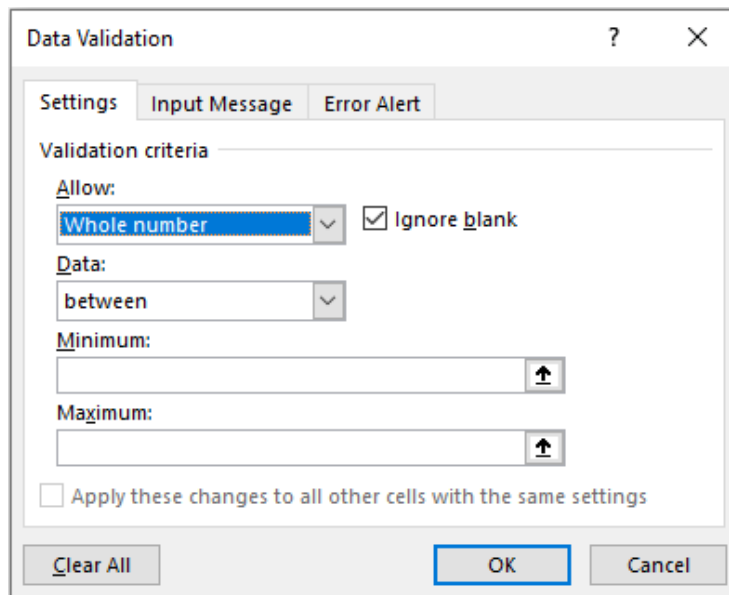 Data Validation ? ×
Settings Input Message Error Alert
Validation criteria
Allow:
Whole number Ignore blank
Data:
between
Minimum:
Maximum:
Apply these changes to all other cells with the same settings
Clear All OK Cancel